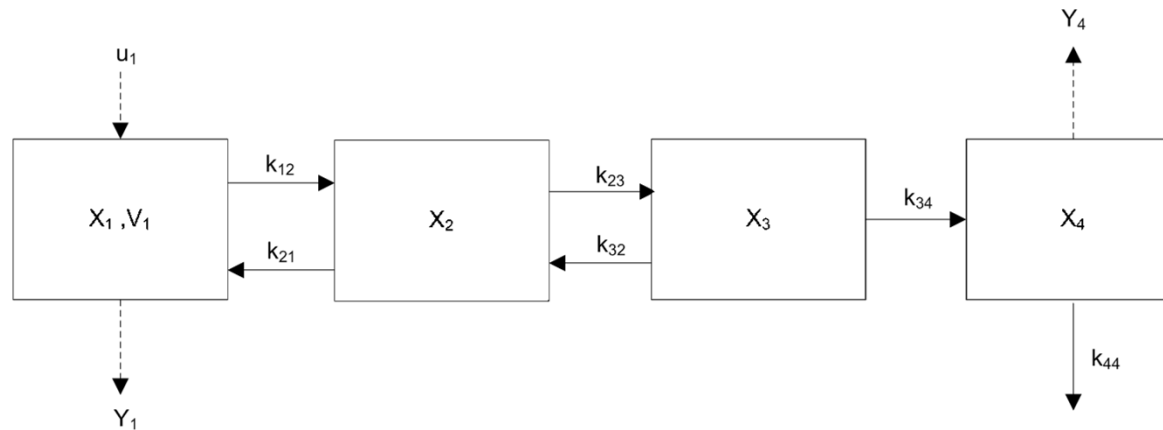 Y₄
u₁
k₁₂
k₂₃
X₁ ,V₁
X₂
X₃
k₃₄
X₄
k₂₁
k₃₂
k₄₄
Y₁